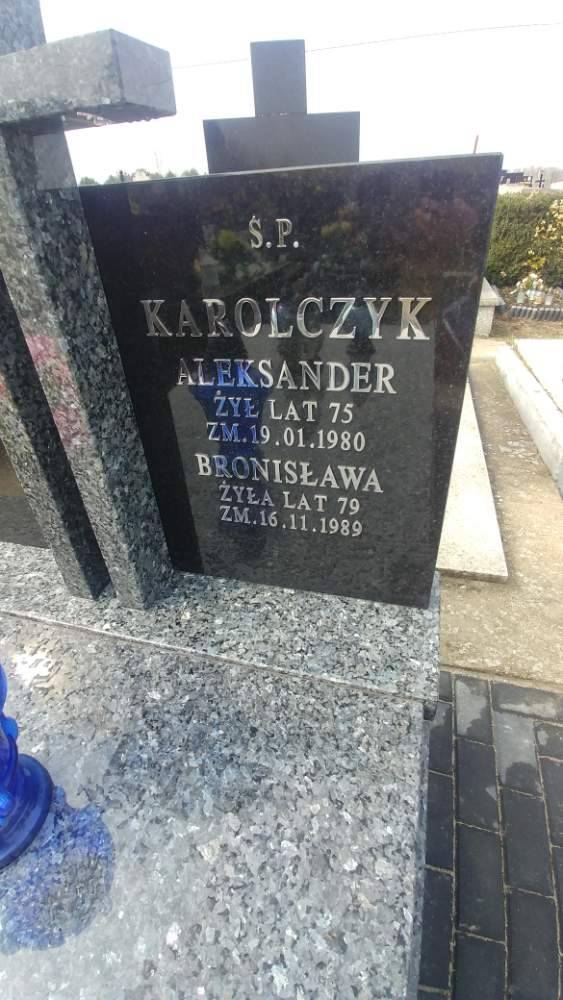 Ś.P.
KAROLCZYK
ALEKSANDER
ŻYŁ LAT 75
ZM.19.01.1980
BRONISŁAWA
ŻYŁA LAT 79
ZM.16.11.1989